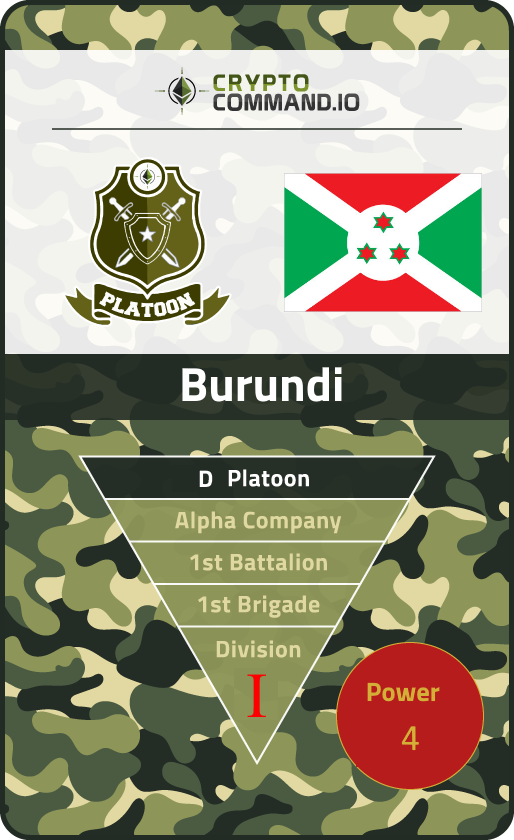 CRYPTO
COMMAND.IO
PLATOON
Burundi
D Platoon
Alpha Company
1st Battalion
1st Brigade
Division
I
Power
4